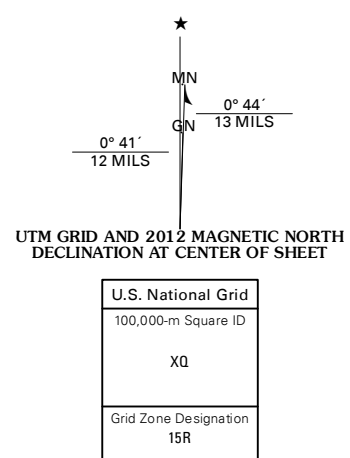 ★
MN
0° 44´
13 MILS
GN
0° 41´
12 MILS
UTM GRID AND 2012 MAGNETIC NORTH
DECLINATION AT CENTER OF SHEET
U.S. National Grid
100,000-m Square ID
XQ
Grid Zone Designation
15R